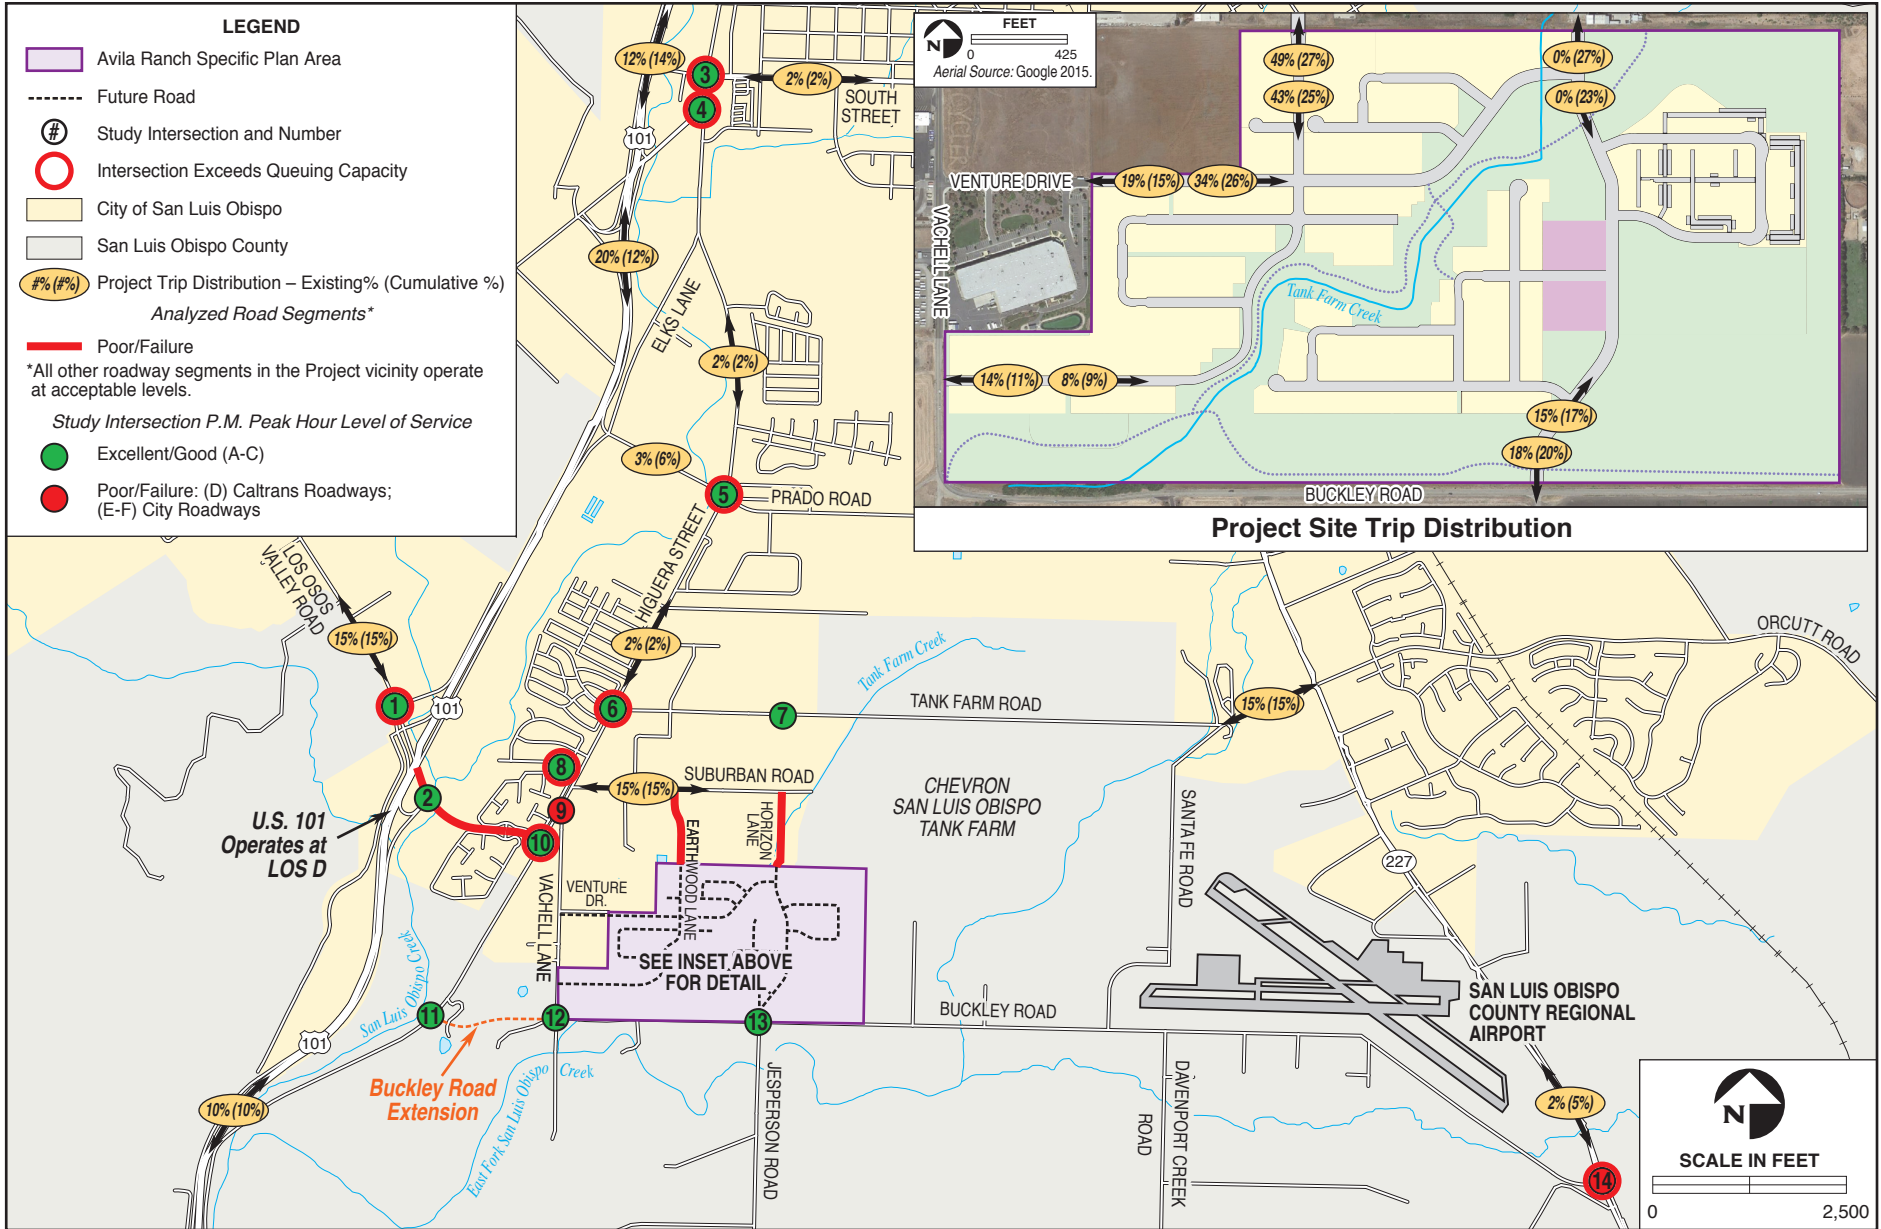 LEGEND
Avila Ranch Specific Plan Area
Future Road
# Study Intersection and Number
Intersection Exceeds Queuing Capacity
City of San Luis Obispo
San Luis Obispo County
#% (#%) Project Trip Distribution – Existing% (Cumulative %)
Analyzed Road Segments*
Poor/Failure
*All other roadway segments in the Project vicinity operate
at acceptable levels.
Study Intersection P.M. Peak Hour Level of Service
Excellent/Good (A-C)
Poor/Failure: (D) Caltrans Roadways;
(E-F) City Roadways
12% (14%)
3
2% (2%)
4
SOUTH
STREET
101
20% (12%)
ELKS LANE
2% (2%)
3% (6%)
5
PRADO ROAD
HIGUERA STREET
N
FEET
0 425
Aerial Source: Google 2015.
49% (27%)
43% (25%)
0% (27%)
0% (23%)
VENTURE DRIVE
19% (15%)
34% (26%)
VACHELL LANE
Tank Farm Creek
14% (11%)
8% (9%)
15% (17%)
18% (20%)
BUCKLEY ROAD
Project Site Trip Distribution
LOS OSOS
VALLEY ROAD
15% (15%)
2% (2%)
Tank Farm Creek
ORCUTT ROAD
1
101
6
7
TANK FARM ROAD
15% (15%)
8
15% (15%)
SUBURBAN ROAD
2
9
10
U.S. 101
Operates at
LOS D
EARTHWOOD LANE
HORIZON
LANE
CHEVRON
SAN LUIS OBISPO
TANK FARM
SANTA FE ROAD
227
VACHELL LANE
VENTURE
DR.
SEE INSET ABOVE
FOR DETAIL
San Luis Obispo Creek
11
12
13
BUCKLEY ROAD
SAN LUIS OBISPO
COUNTY REGIONAL
AIRPORT
101
Buckley Road
Extension
East Fork San Luis Obispo Creek
JESPERSON ROAD
DAVENPORT CREEK
ROAD
10% (10%)
2% (5%)
14
N
SCALE IN FEET
0 2,500